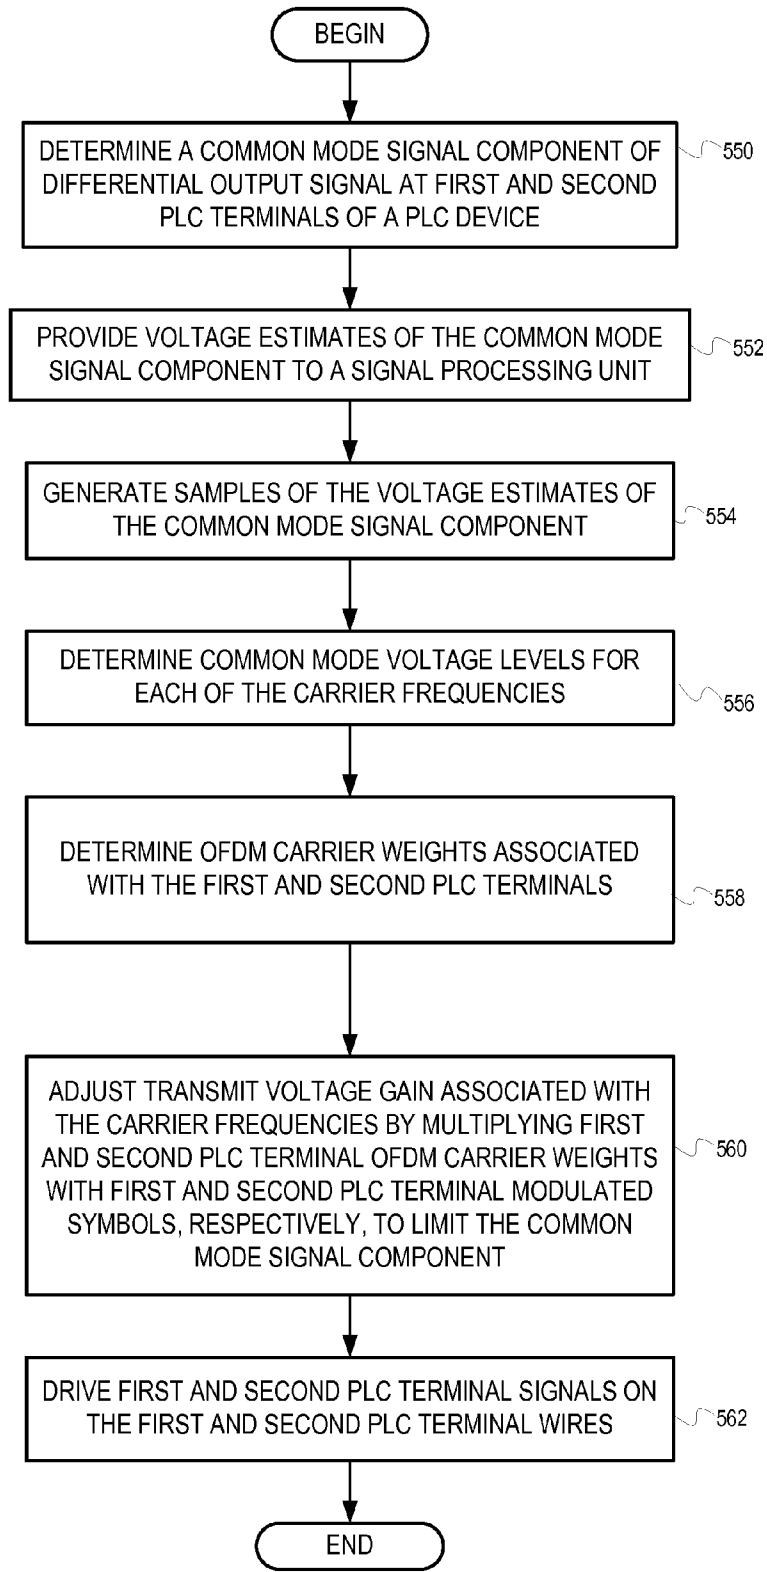 BEGIN
DETERMINE A COMMON MODE SIGNAL COMPONENT OF
DIFFERENTIAL OUTPUT SIGNAL AT FIRST AND SECOND
PLC TERMINALS OF A PLC DEVICE
550
PROVIDE VOLTAGE ESTIMATES OF THE COMMON MODE
SIGNAL COMPONENT TO A SIGNAL PROCESSING UNIT
552
GENERATE SAMPLES OF THE VOLTAGE ESTIMATES OF
THE COMMON MODE SIGNAL COMPONENT
554
DETERMINE COMMON MODE VOLTAGE LEVELS FOR
EACH OF THE CARRIER FREQUENCIES
556
DETERMINE OFDM CARRIER WEIGHTS ASSOCIATED
WITH THE FIRST AND SECOND PLC TERMINALS
558
ADJUST TRANSMIT VOLTAGE GAIN ASSOCIATED WITH
THE CARRIER FREQUENCIES BY MULTIPLYING FIRST
AND SECOND PLC TERMINAL OFDM CARRIER WEIGHTS
WITH FIRST AND SECOND PLC TERMINAL MODULATED
SYMBOLS, RESPECTIVELY, TO LIMIT THE COMMON
MODE SIGNAL COMPONENT
560
DRIVE FIRST AND SECOND PLC TERMINAL SIGNALS ON
THE FIRST AND SECOND PLC TERMINAL WIRES
562
END